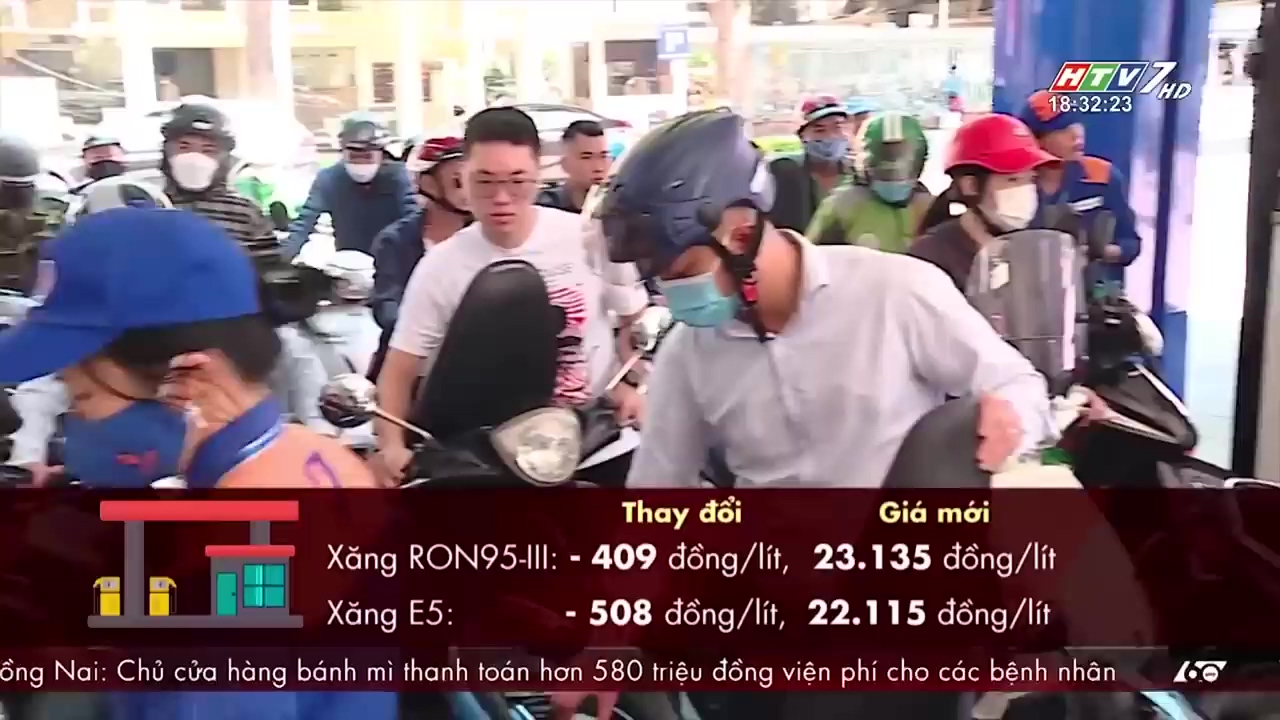 HTV7 HD
18:32:23
Thay đổi Giá mới
Xăng RON95-III: - 409 đồng/lít, 23.135 đồng/lít
Xăng E5: - 508 đồng/lít, 22.115 đồng/lít
ồng Nai: Chủ cửa hàng bánh mì thanh toán hơn 580 triệu đồng viện phí cho các bệnh nhân